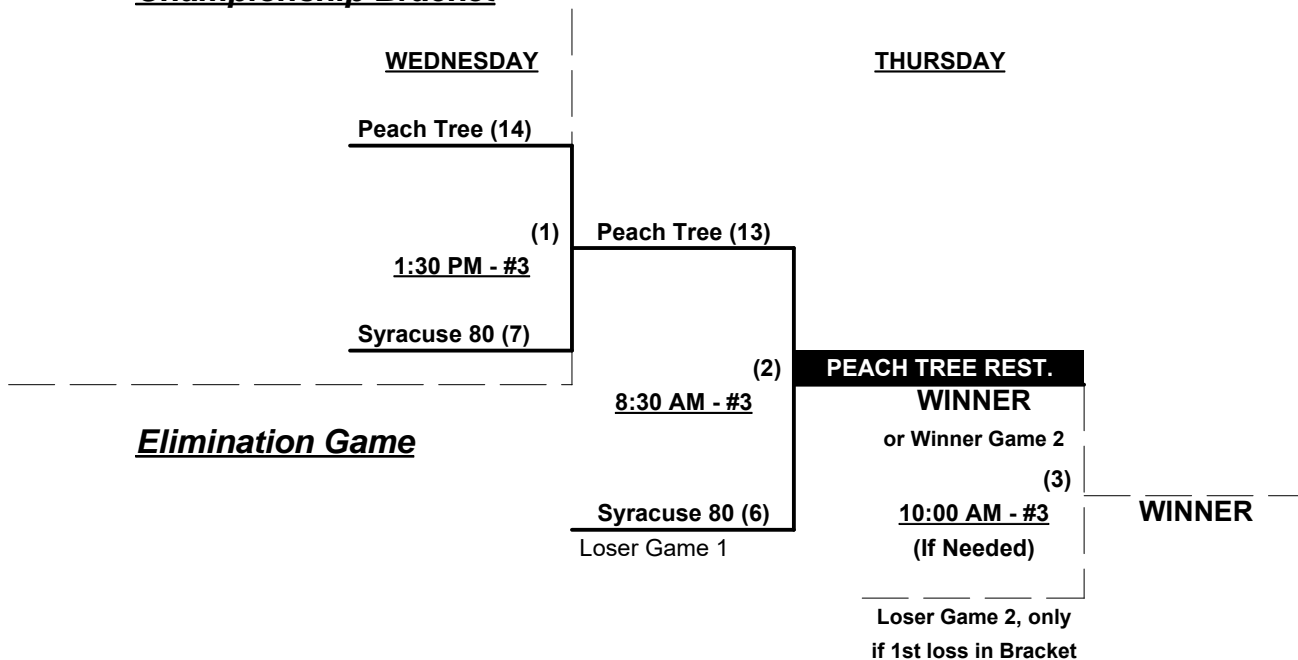 Championship Bracket
WEDNESDAY THURSDAY
Peach Tree (14)
(1) Peach Tree (13)
1:30 PM - #3
Syracuse 80 (7)
(2) PEACH TREE REST.
8:30 AM - #3 WINNER
Elimination Game or Winner Game 2
(3)
Syracuse 80 (6) 10:00 AM - #3 WINNER
Loser Game 1 (If Needed)
Loser Game 2, only
if 1st loss in Bracket